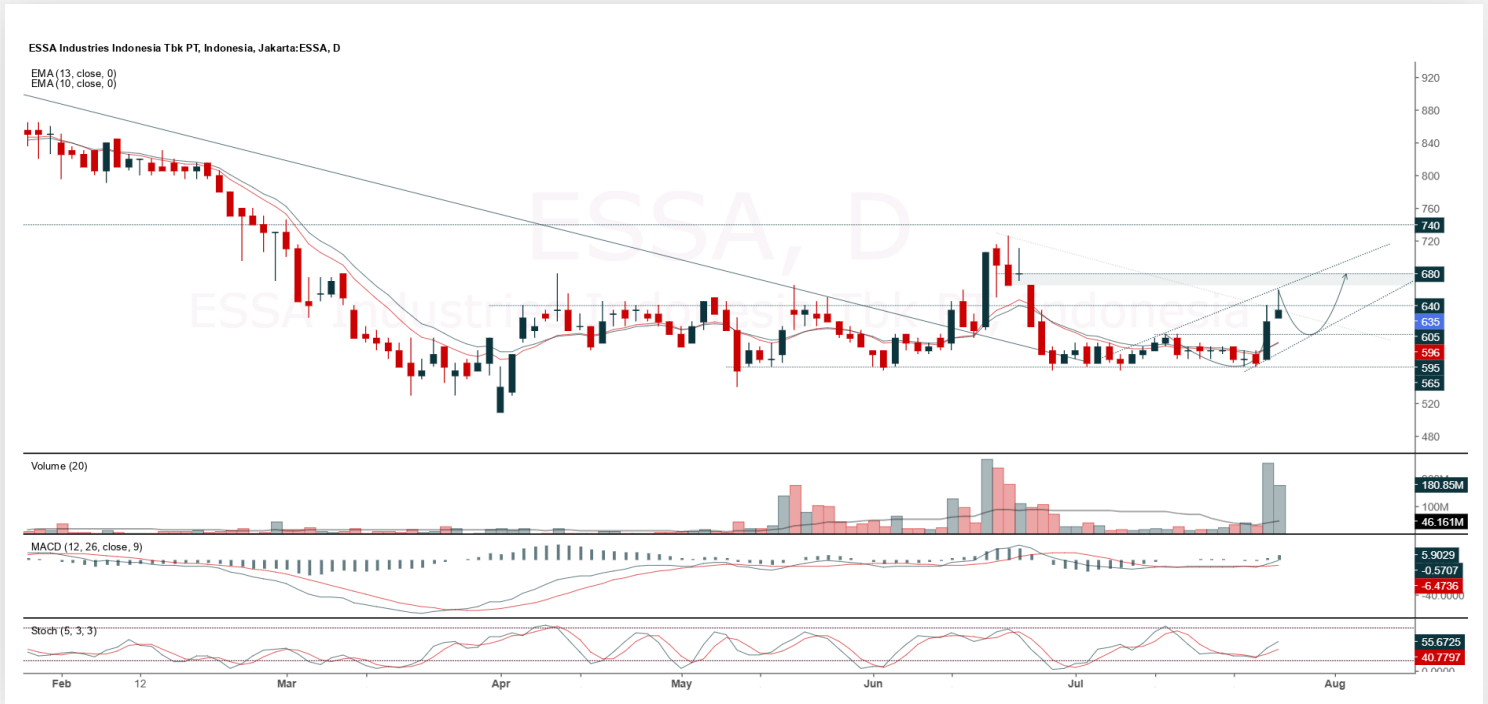 ESSA Industries Indonesia Tbk PT, Indonesia, Jakarta:ESSA, D
EMA (13, close, 0)
EMA (10, close, 0)
ESSA, D
ESSA Industries Indonesia Tbk PT, Indonesia
920
880
840
800
760
740
720
680
640
635
605
596
595
565
520
480
Volume (20)
180.85M
100M
46.161M
MACD (12, 26, close, 9)
5.9029
-0.5707
-6.4736
-40.0000
Stoch (5, 3, 3)
55.6725
40.7797
0.0000
Feb
12
Mar
Apr
May
Jun
Jul
Aug